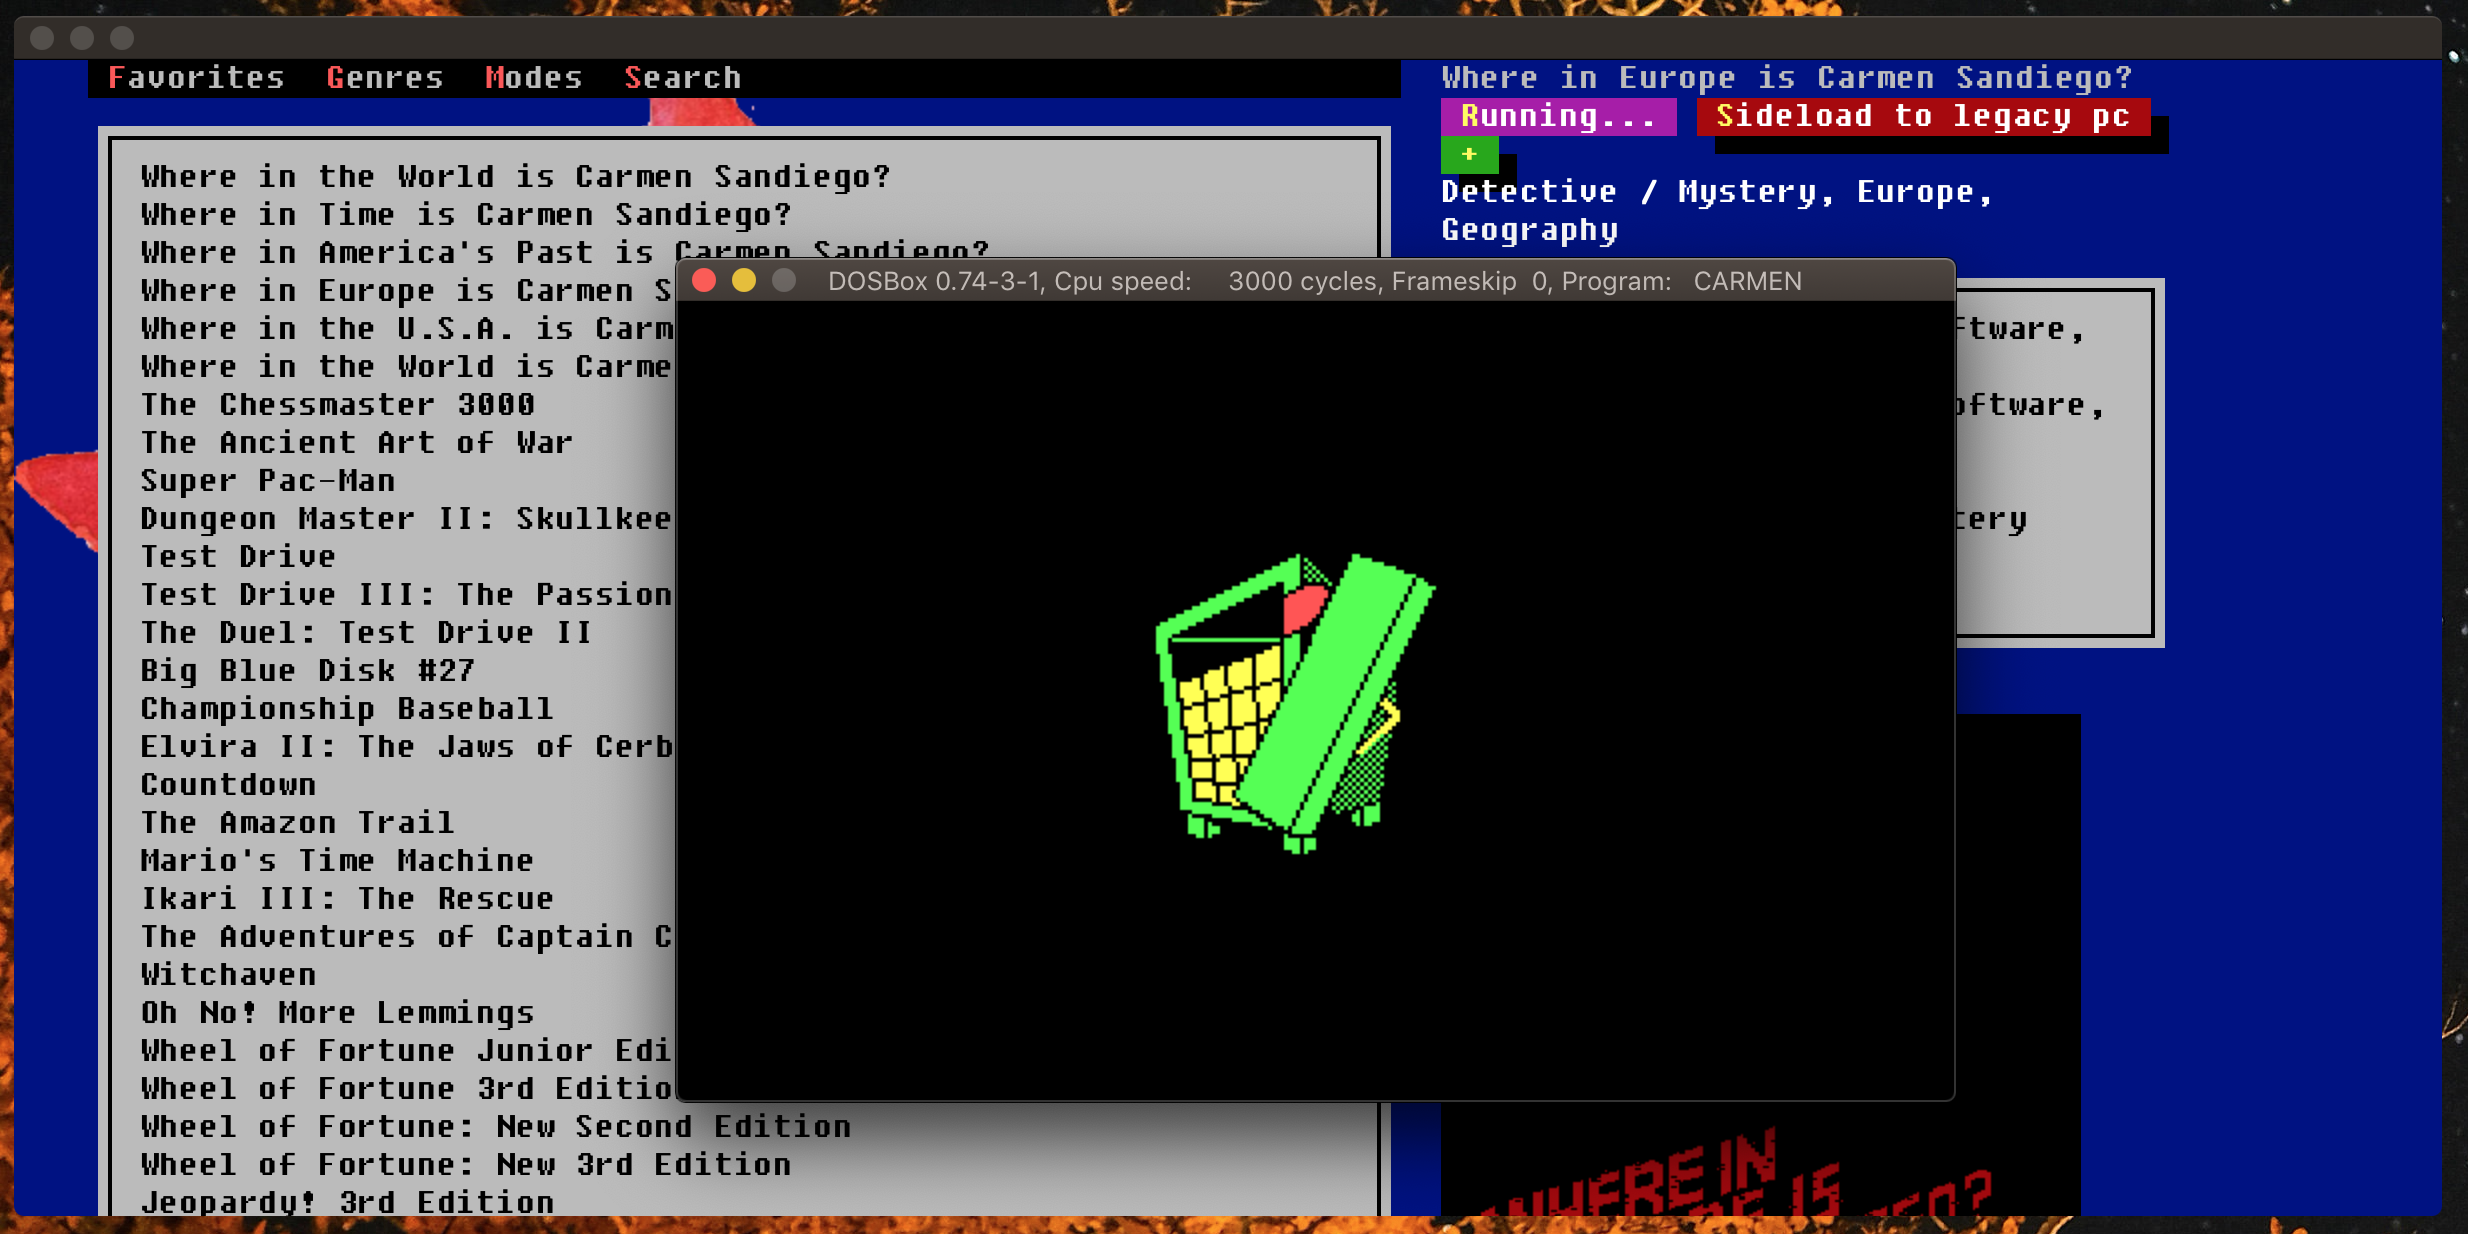 Favorites Genres Modes Search
Where in the World is Carmen Sandiego?
Where in Time is Carmen Sandiego?
Where in America's Past is Carmen Sandiego?
Where in Europe is Carmen S
Where in the U.S.A. is Carm
Where in the World is Carme
The Chessmaster 3000
The Ancient Art of War
Super Pac-Man
Dungeon Master II: Skullkee
Test Drive
Test Drive III: The Passion
The Duel: Test Drive II
Big Blue Disk #27
Championship Baseball
Elvira II: The Jaws of Cerb
Countdown
The Amazon Trail
Mario's Time Machine
Ikari III: The Rescue
The Adventures of Captain C
Witchaven
Oh No! More Lemmings
Wheel of Fortune Junior Edi
Wheel of Fortune 3rd Editio
Wheel of Fortune: New Second Edition
Wheel of Fortune: New 3rd Edition
Jeopardy! 3rd Edition
Where in Europe is Carmen Sandiego?
Running... Sideload to legacy pc
+
Detective / Mystery, Europe,
Geography
DOSBox 0.74-3-1, Cpu speed: 3000 cycles, Frameskip 0, Program: CARMEN
ftware,
oftware,
tery
WHERE IN
IS